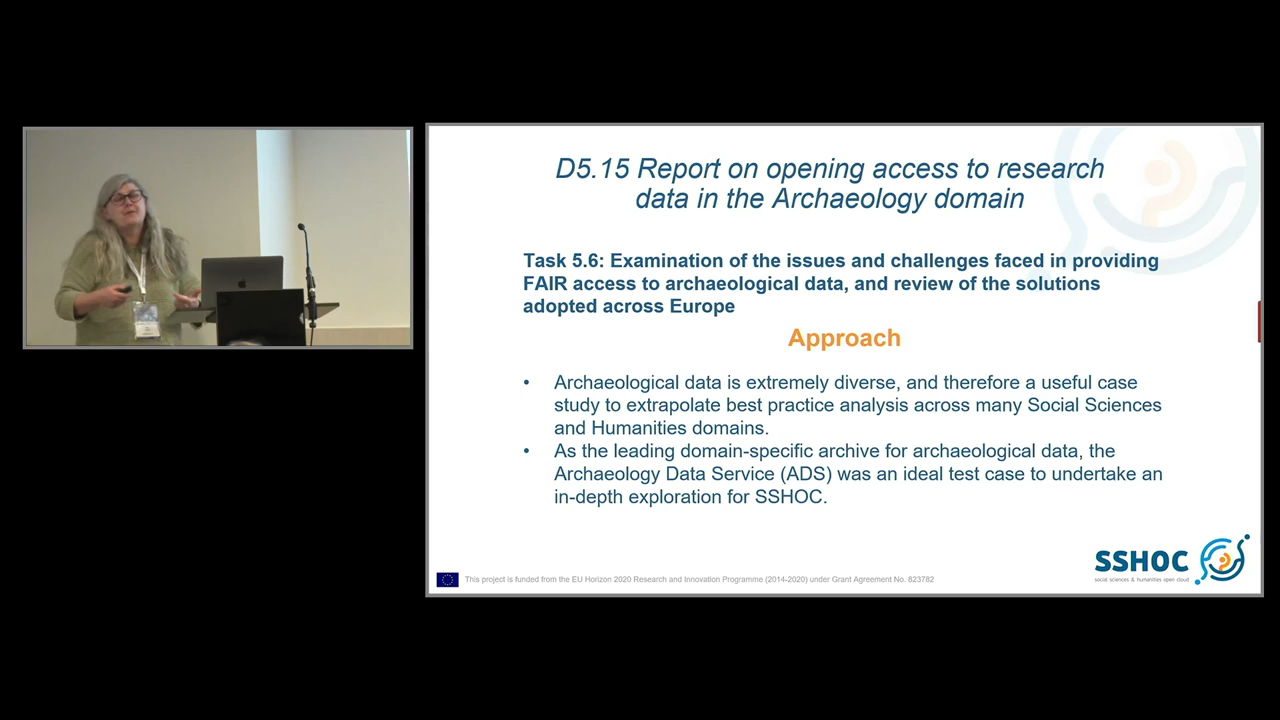 D5.15 Report on opening access to research
data in the Archaeology domain
Task 5.6: Examination of the issues and challenges faced in providing
FAIR access to archaeological data, and review of the solutions
adopted across Europe
Approach
• Archaeological data is extremely diverse, and therefore a useful case
study to extrapolate best practice analysis across many Social Sciences
and Humanities domains.
• As the leading domain-specific archive for archaeological data, the
Archaeology Data Service (ADS) was an ideal test case to undertake an
in-depth exploration for SSHOC.
SSHOC
social sciences & humanities open cloud
This project is funded from the EU Horizon 2020 Research and Innovation Programme (2014-2020) under Grant Agreement No. 823782